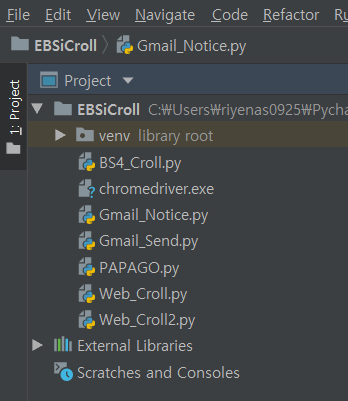 File Edit View Navigate Code Refactor R
EBSiCroll Gmail_Notice.py
Project
1: Project
EBSiCroll C:₩Users₩riyenas0925₩Pycha
venv library root
BS4_Croll.py
chromedriver.exe
Gmail_Notice.py
Gmail_Send.py
PAPAGO.py
Web_Croll.py
Web_Croll2.py
External Libraries
Scratches and Consoles